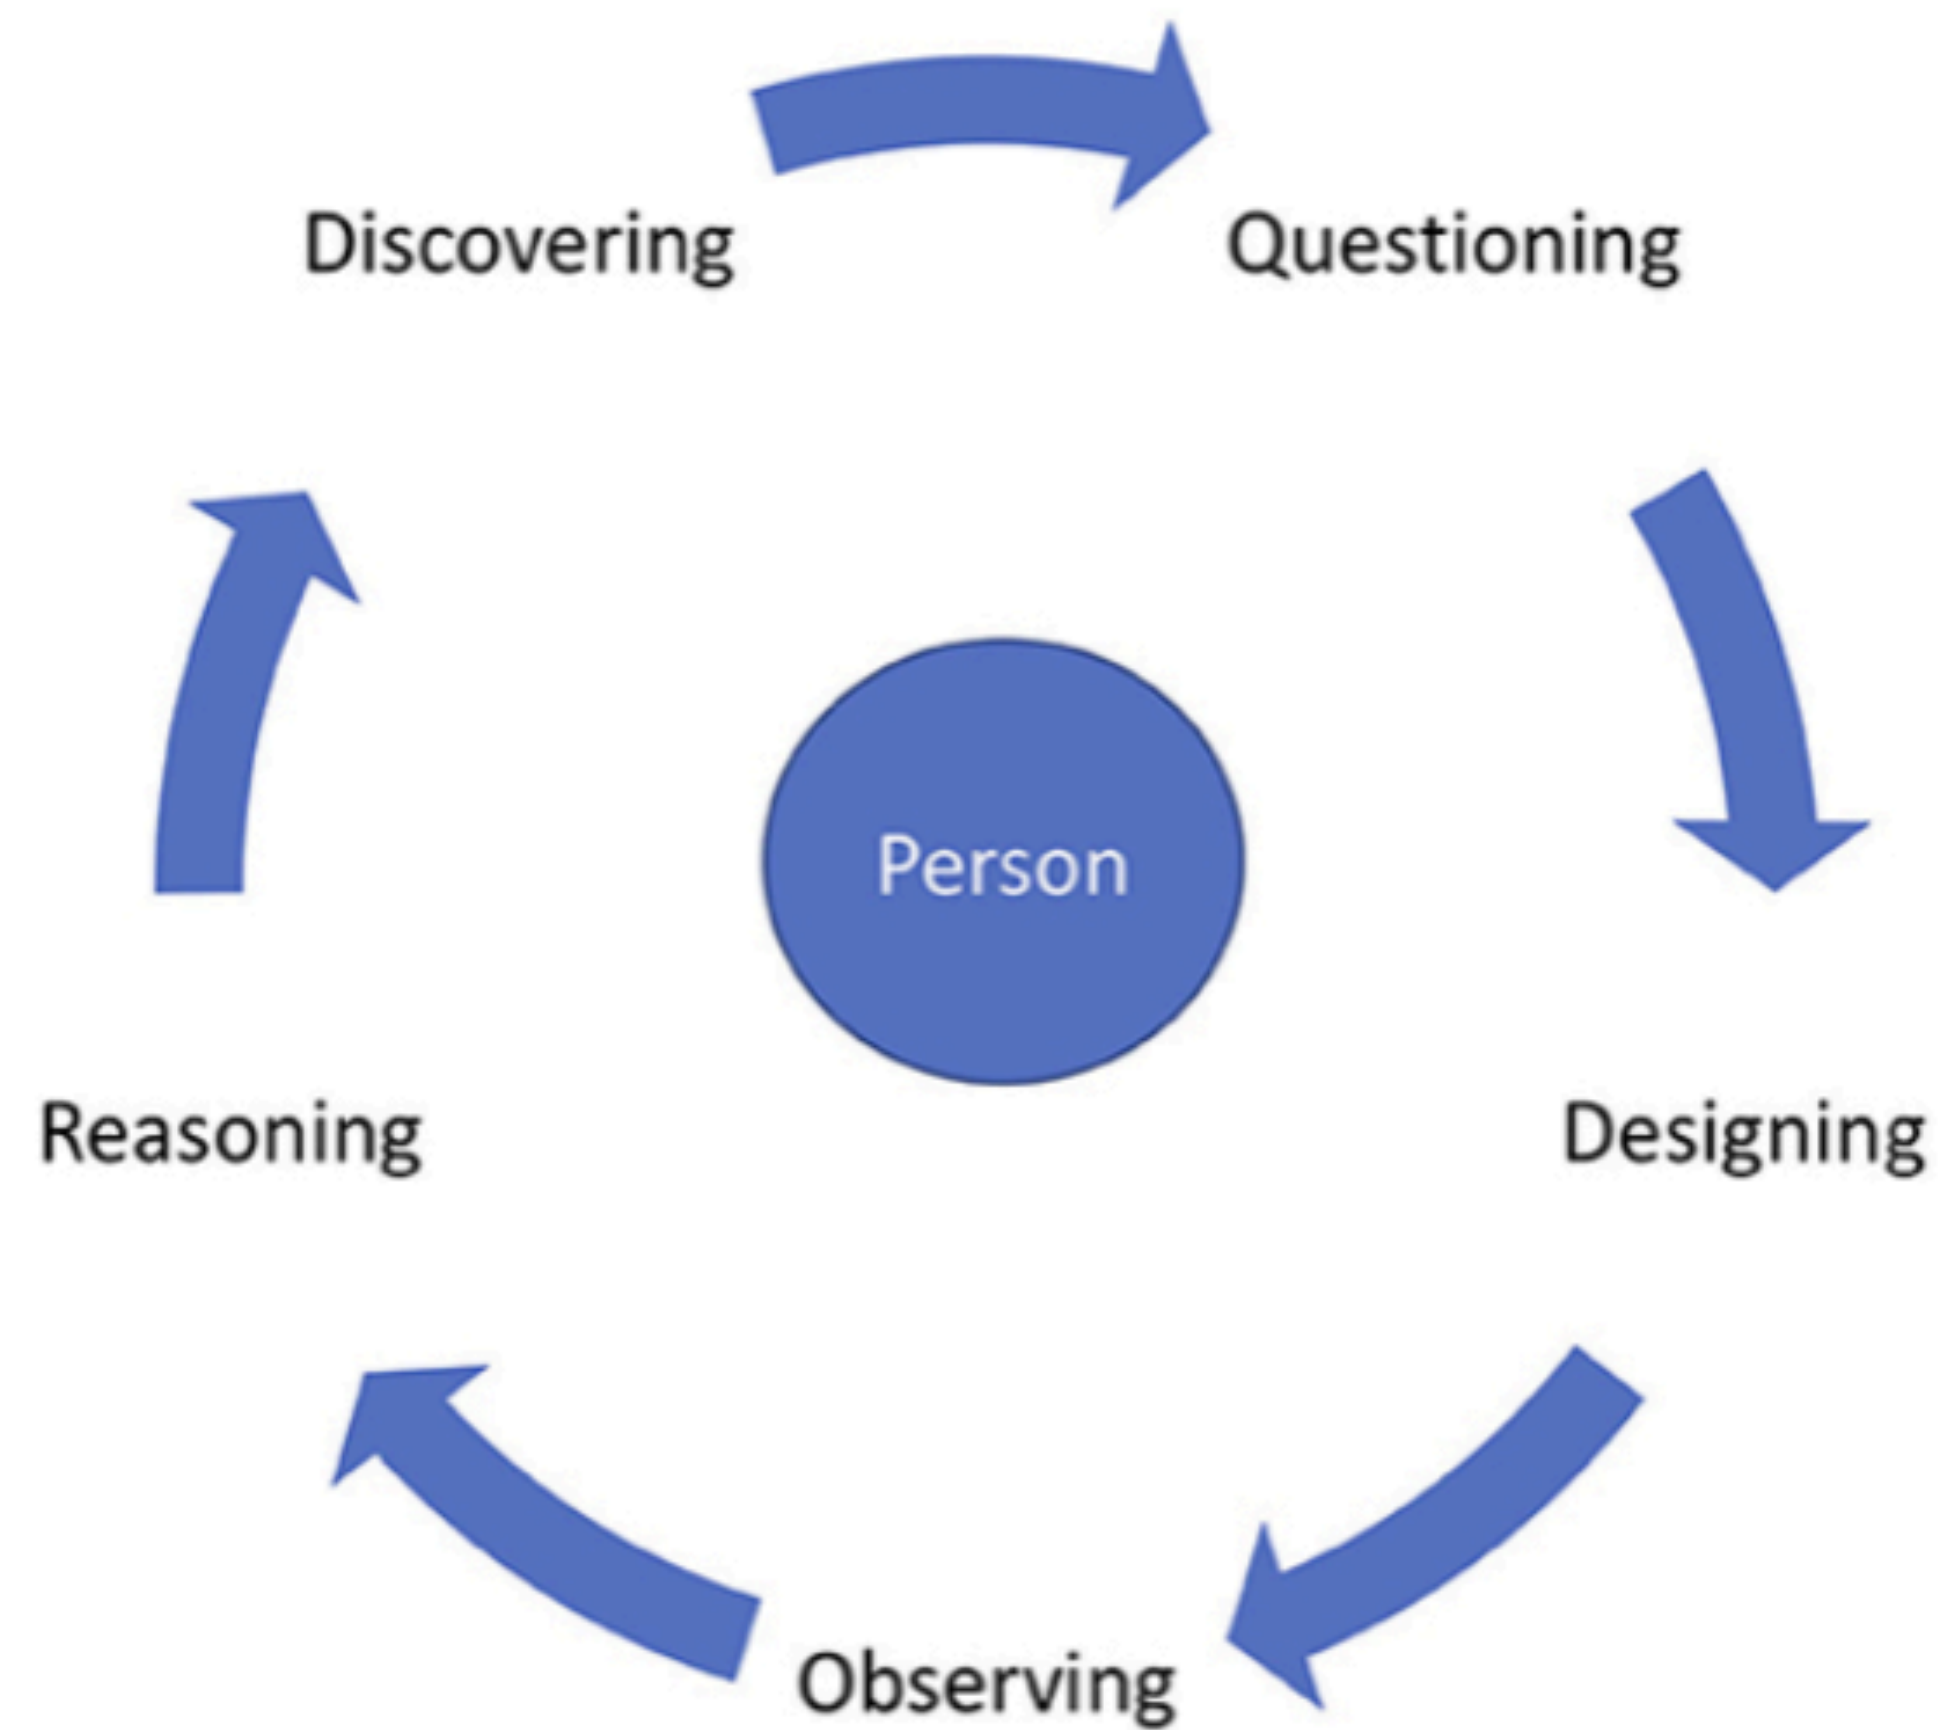 Discovering
Questioning
Person
Reasoning
Designing
Observing